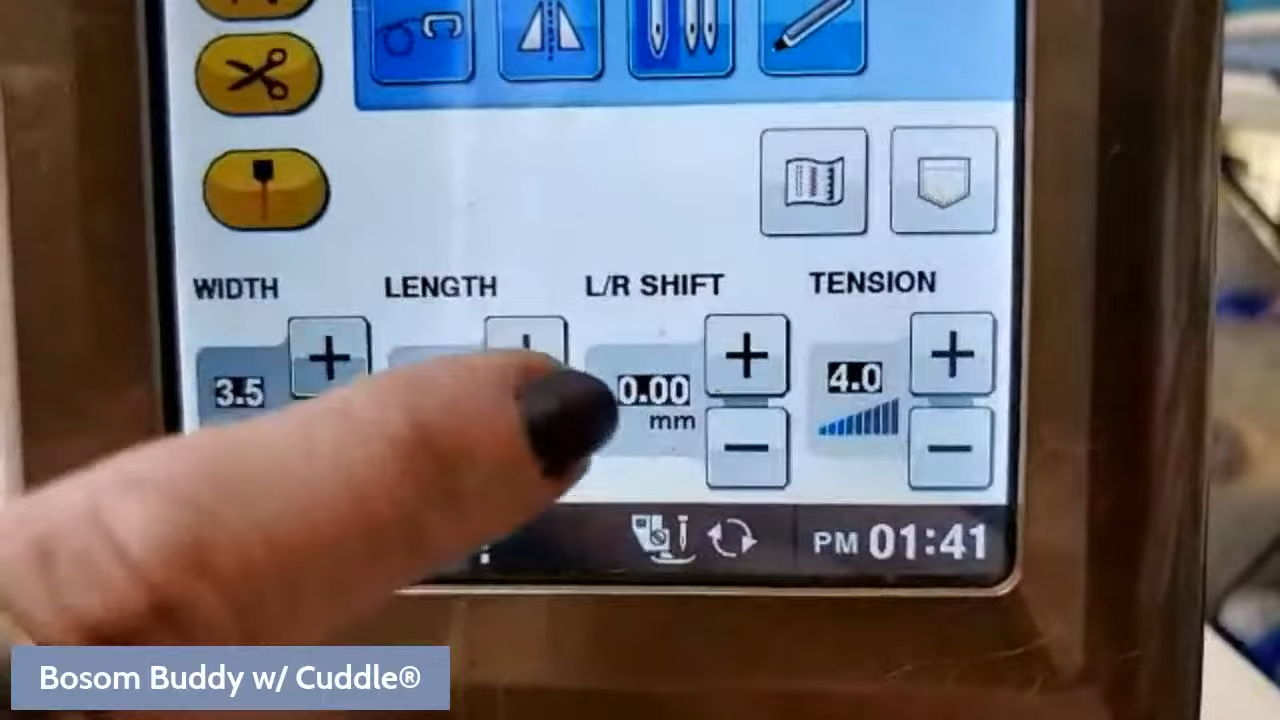 WIDTH LENGTH L/R SHIFT TENSION
3.5 0.00 4.0
mm
PM 01:41
Bosom Buddy w/ Cuddle®